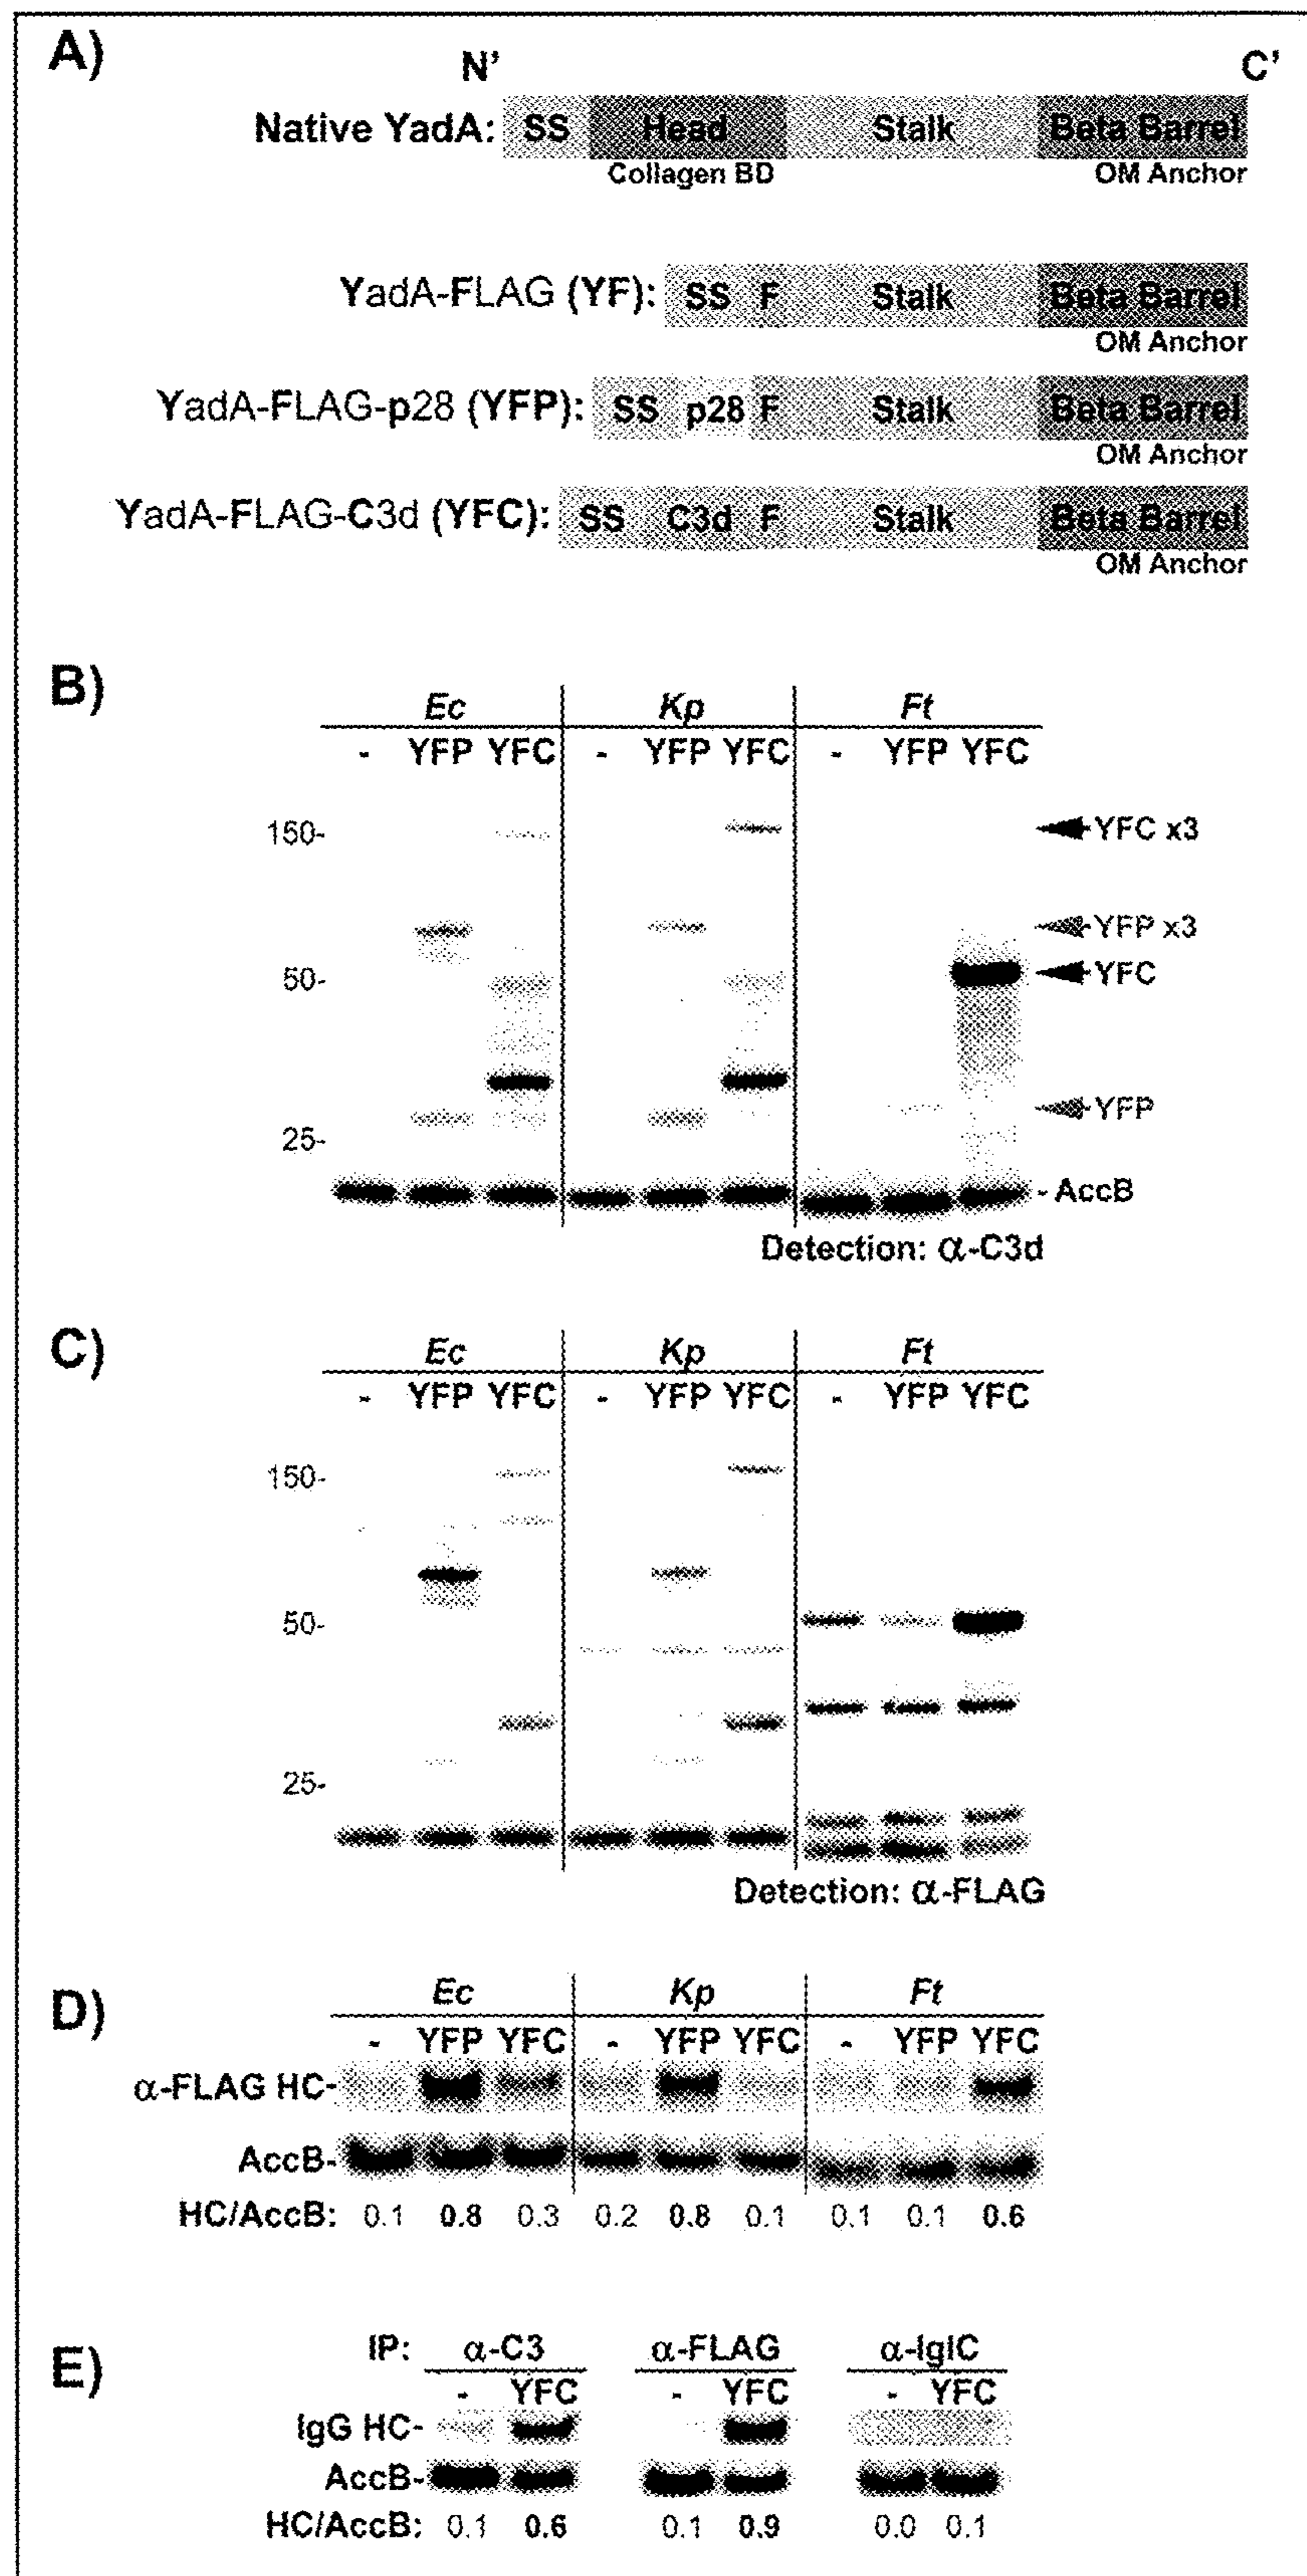 A)
N' C'
Native YadA: SS Head Stalk Beta Barrel
Collagen BD OM Anchor
YadA-FLAG (YF): SS F Stalk Beta Barrel
OM Anchor
YadA-FLAG-p28 (YFP): SS p28 F Stalk Beta Barrel
OM Anchor
YadA-FLAG-C3d (YFC): SS C3d F Stalk Beta Barrel
OM Anchor
B)
Ec Kp Ft
- YFP YFC - YFP YFC - YFP YFC
150- YFC x3
YFP x3
50- YFC
YFP
25-
- AccB
Detection: α-C3d
C)
Ec Kp Ft
- YFP YFC - YFP YFC - YFP YFC
150-
50-
25-
Detection: α-FLAG
D)
Ec Kp Ft
- YFP YFC - YFP YFC - YFP YFC
α-FLAG HC-
AccB-
HC/AccB: 0.1 0.8 0.3 0.2 0.8 0.1 0.1 0.1 0.6
E)
IP: α-C3 α-FLAG α-IglC
- YFC - YFC - YFC
IgG HC-
AccB-
HC/AccB: 0.1 0.6 0.1 0.9 0.0 0.1